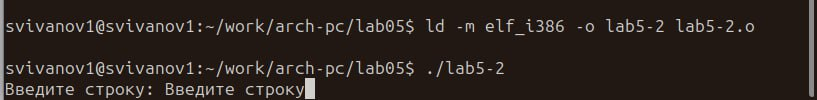 svivanov1@svivanov1:~/work/arch-pc/lab05$ ld -m elf_i386 -o lab5-2 lab5-2.o
svivanov1@svivanov1:~/work/arch-pc/lab05$ ./lab5-2
Введите строку: Введите строку